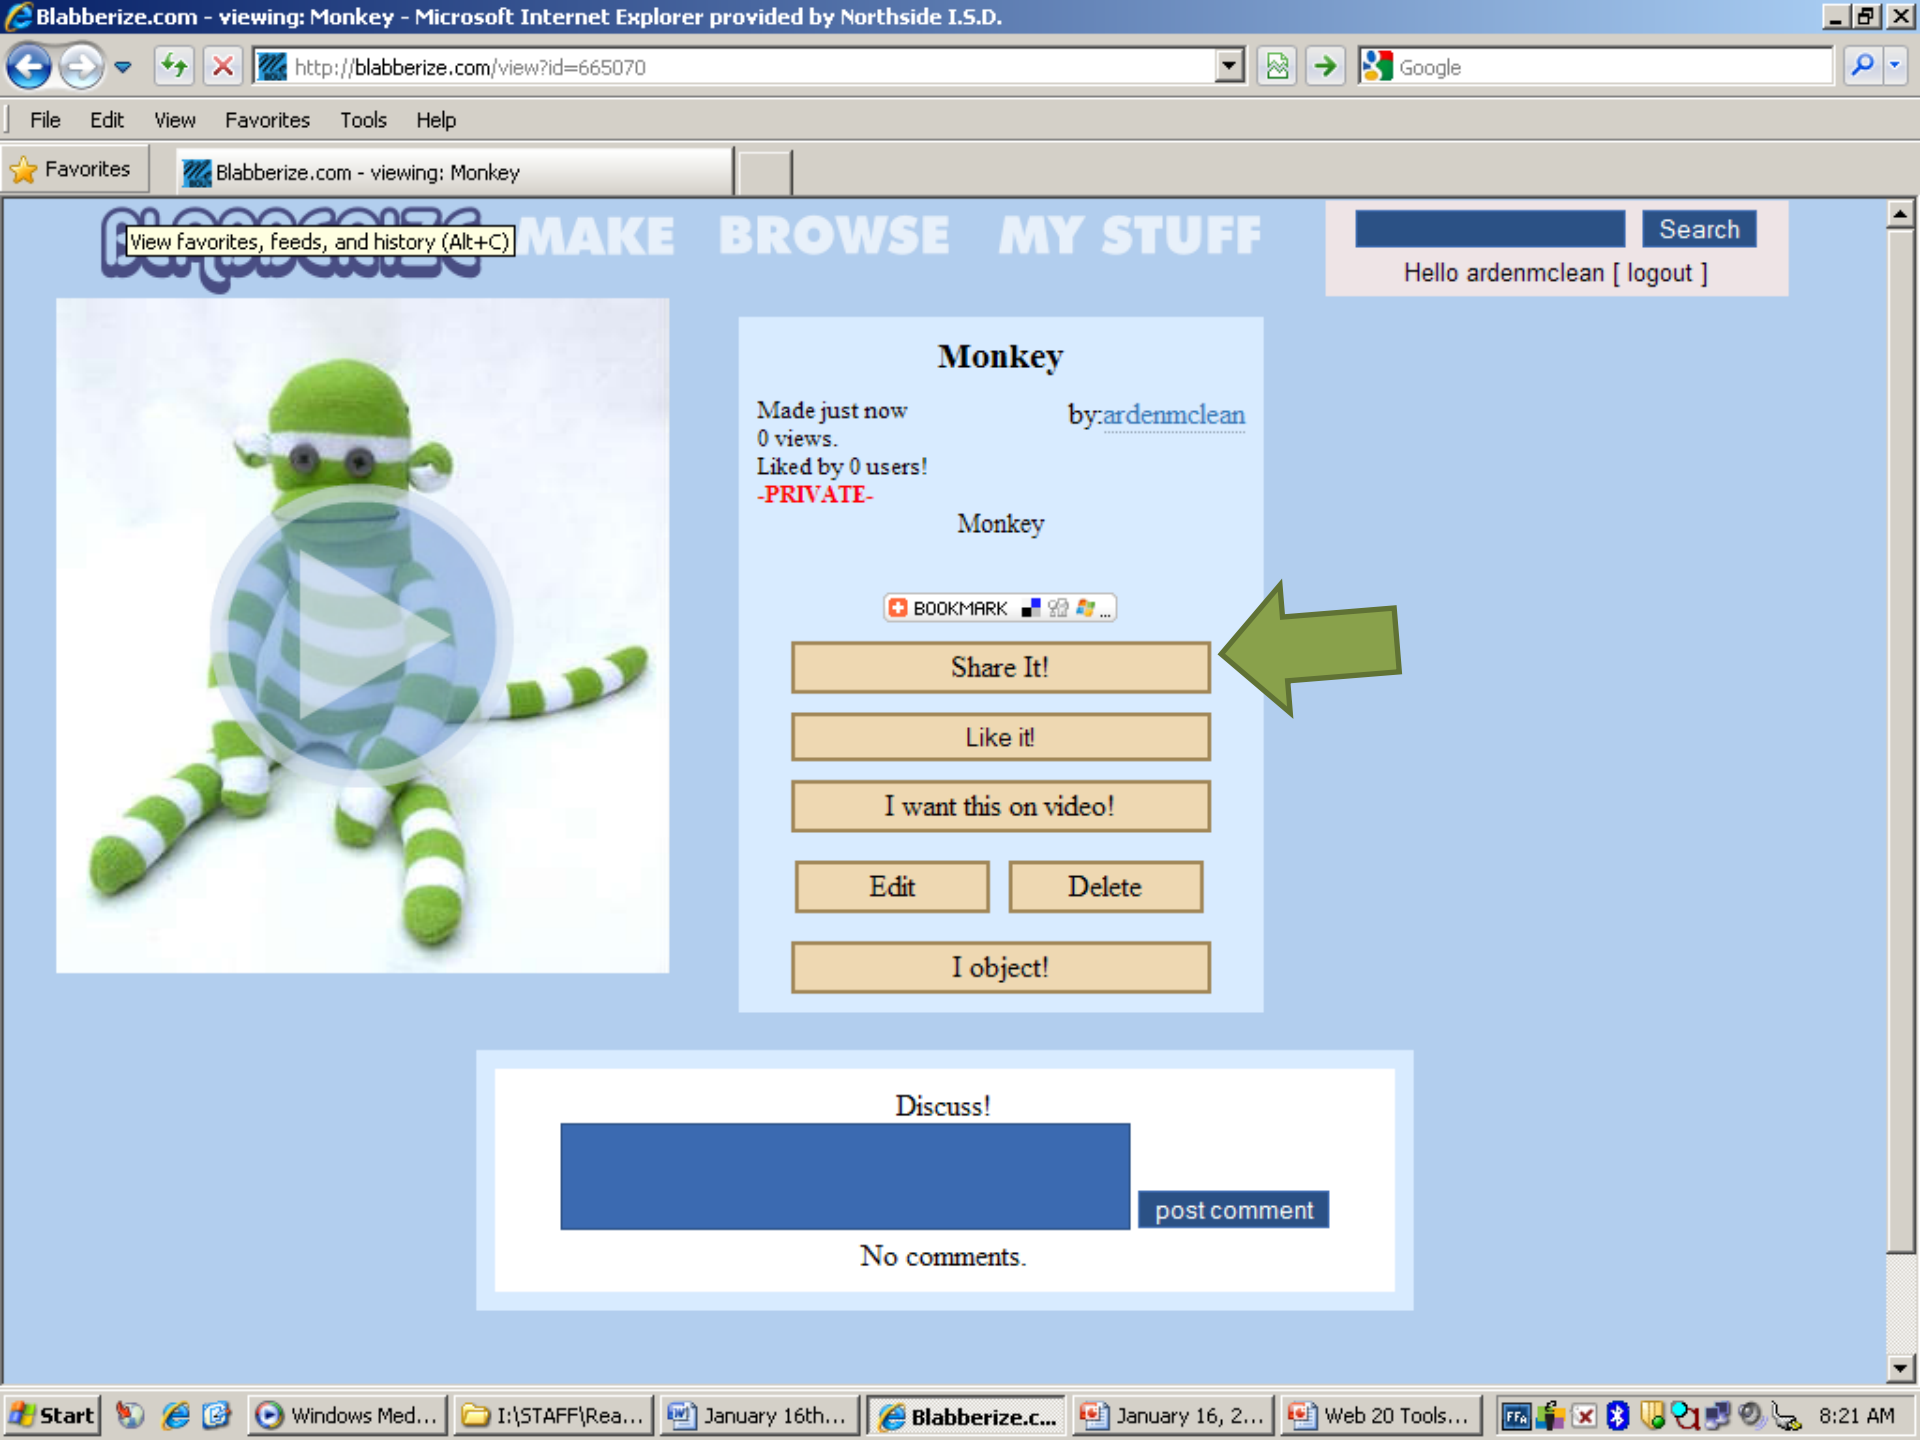 Blabberize.com - viewing: Monkey - Microsoft Internet Explorer provided by Northside I.S.D.
http://blabberize.com/view?id=665070
Google
File Edit View Favorites Tools Help
Favorites
Blabberize.com - viewing: Monkey
BLABBERIZE
View favorites, feeds, and history (Alt+C)
MAKE BROWSE MY STUFF
Search
Hello ardenmclean [ logout ]
Monkey
Made just now
by:ardenmclean
0 views.
Liked by 0 users!
-PRIVATE-
Monkey
BOOKMARK ...
Share It!
Like it!
I want this on video!
Edit
Delete
I object!
Discuss!
post comment
No comments.
Start
Windows Med...
I:\STAFF\Rea...
January 16th...
Blabberize.c...
January 16, 2...
Web 20 Tools...
8:21 AM